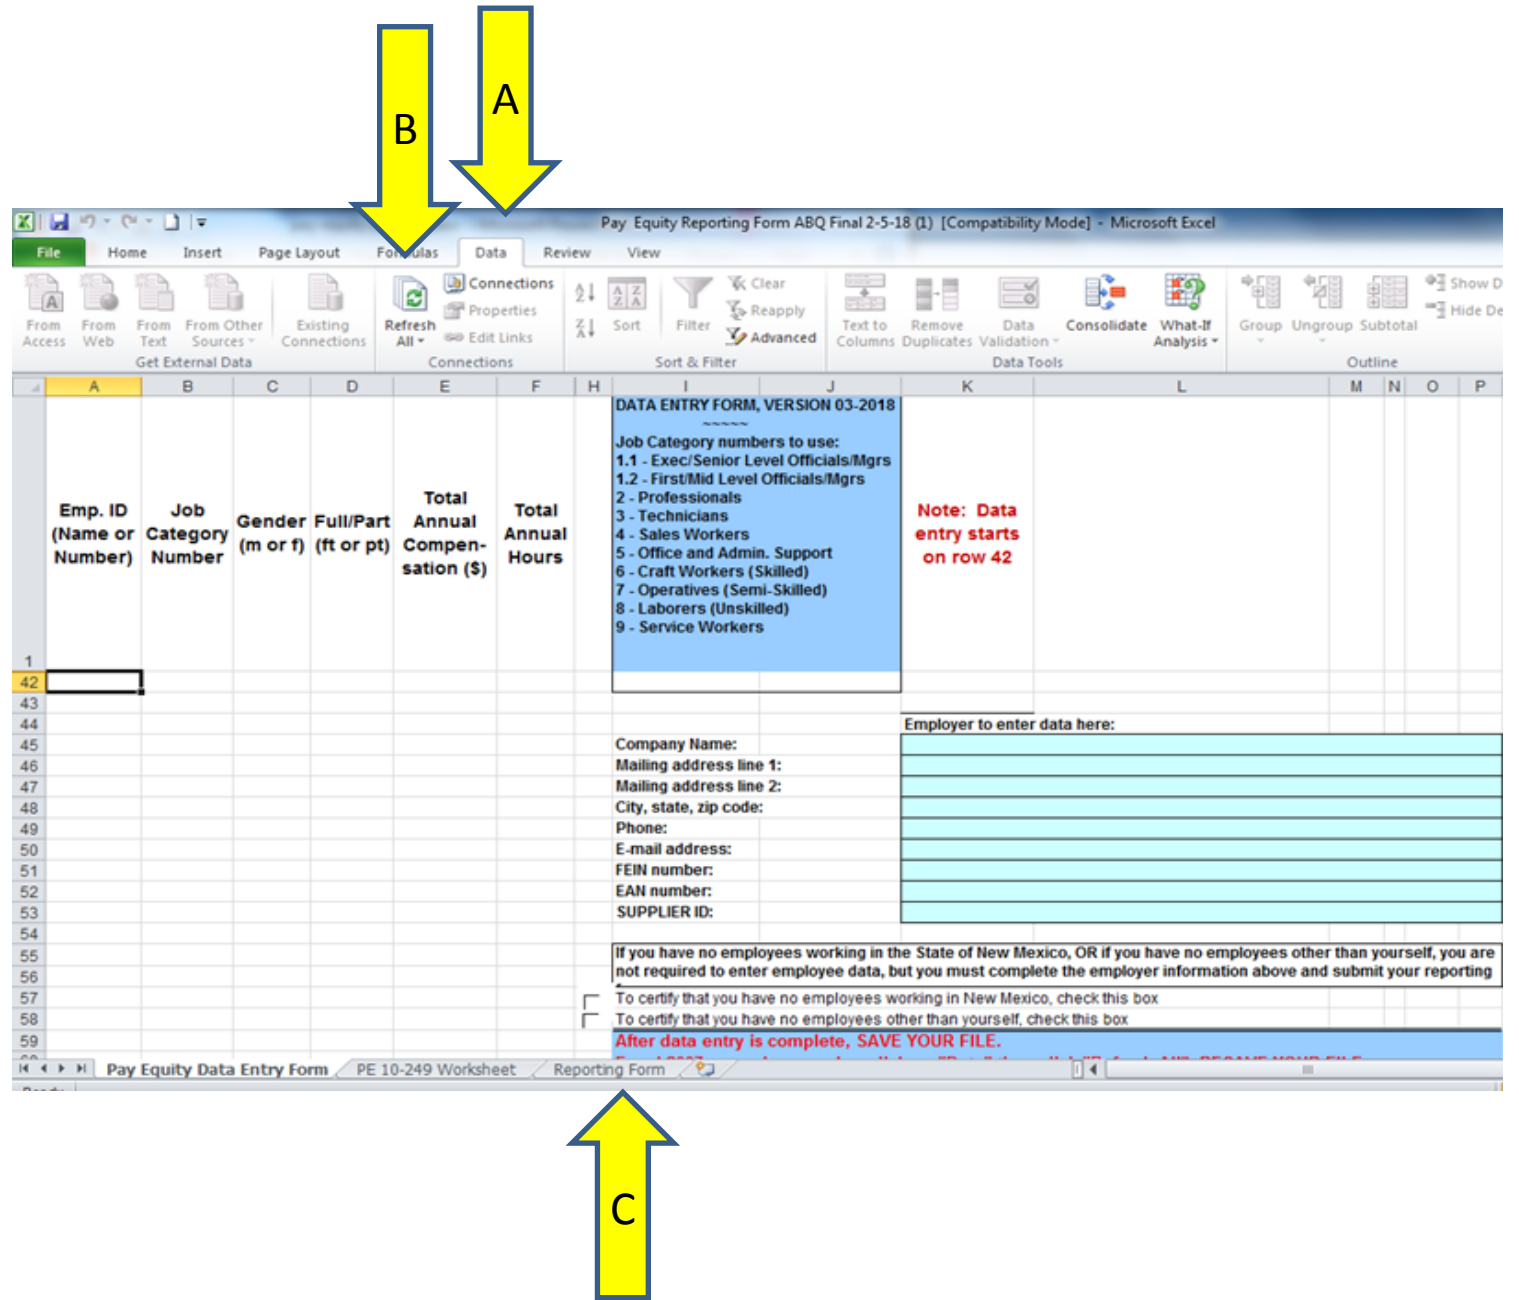 A
B
Pay Equity Reporting Form ABQ Final 2-5-18 (1) [Compatibility Mode] - Microsoft Excel
File Home Insert Page Layout Formulas Data Review View
From Access
From Web
From Text
From Other Sources
Existing Connections
Get External Data
Refresh All
Connections
Properties
Edit Links
Connections
A Z
Z A
Sort
Filter
Clear
Reapply
Advanced
Sort & Filter
Text to Columns
Remove Duplicates
Data Validation
Consolidate
What-If Analysis
Data Tools
Group
Ungroup
Subtotal
Show D
Hide De
Outline
A B C D E F H I J K L M N O P
Emp. ID (Name or Number)
Job Category Number
Gender (m or f)
Full/Part (ft or pt)
Total Annual Compen-sation ($)
Total Annual Hours
DATA ENTRY FORM, VERSION 03-2018
~~~~~
Job Category numbers to use:
1.1 - Exec/Senior Level Officials/Mgrs
1.2 - First/Mid Level Officials/Mgrs
2 - Professionals
3 - Technicians
4 - Sales Workers
5 - Office and Admin. Support
6 - Craft Workers (Skilled)
7 - Operatives (Semi-Skilled)
8 - Laborers (Unskilled)
9 - Service Workers
Note: Data
entry starts
on row 42
1
42
43
44 Employer to enter data here:
45 Company Name:
46 Mailing address line 1:
47 Mailing address line 2:
48 City, state, zip code:
49 Phone:
50 E-mail address:
51 FEIN number:
52 EAN number:
53 SUPPLIER ID:
54
55 If you have no employees working in the State of New Mexico, OR if you have no employees other than yourself, you are
56 not required to enter employee data, but you must complete the employer information above and submit your reporting
57 To certify that you have no employees working in New Mexico, check this box
58 To certify that you have no employees other than yourself, check this box
59 After data entry is complete, SAVE YOUR FILE.
Pay Equity Data Entry Form PE 10-249 Worksheet Reporting Form
C